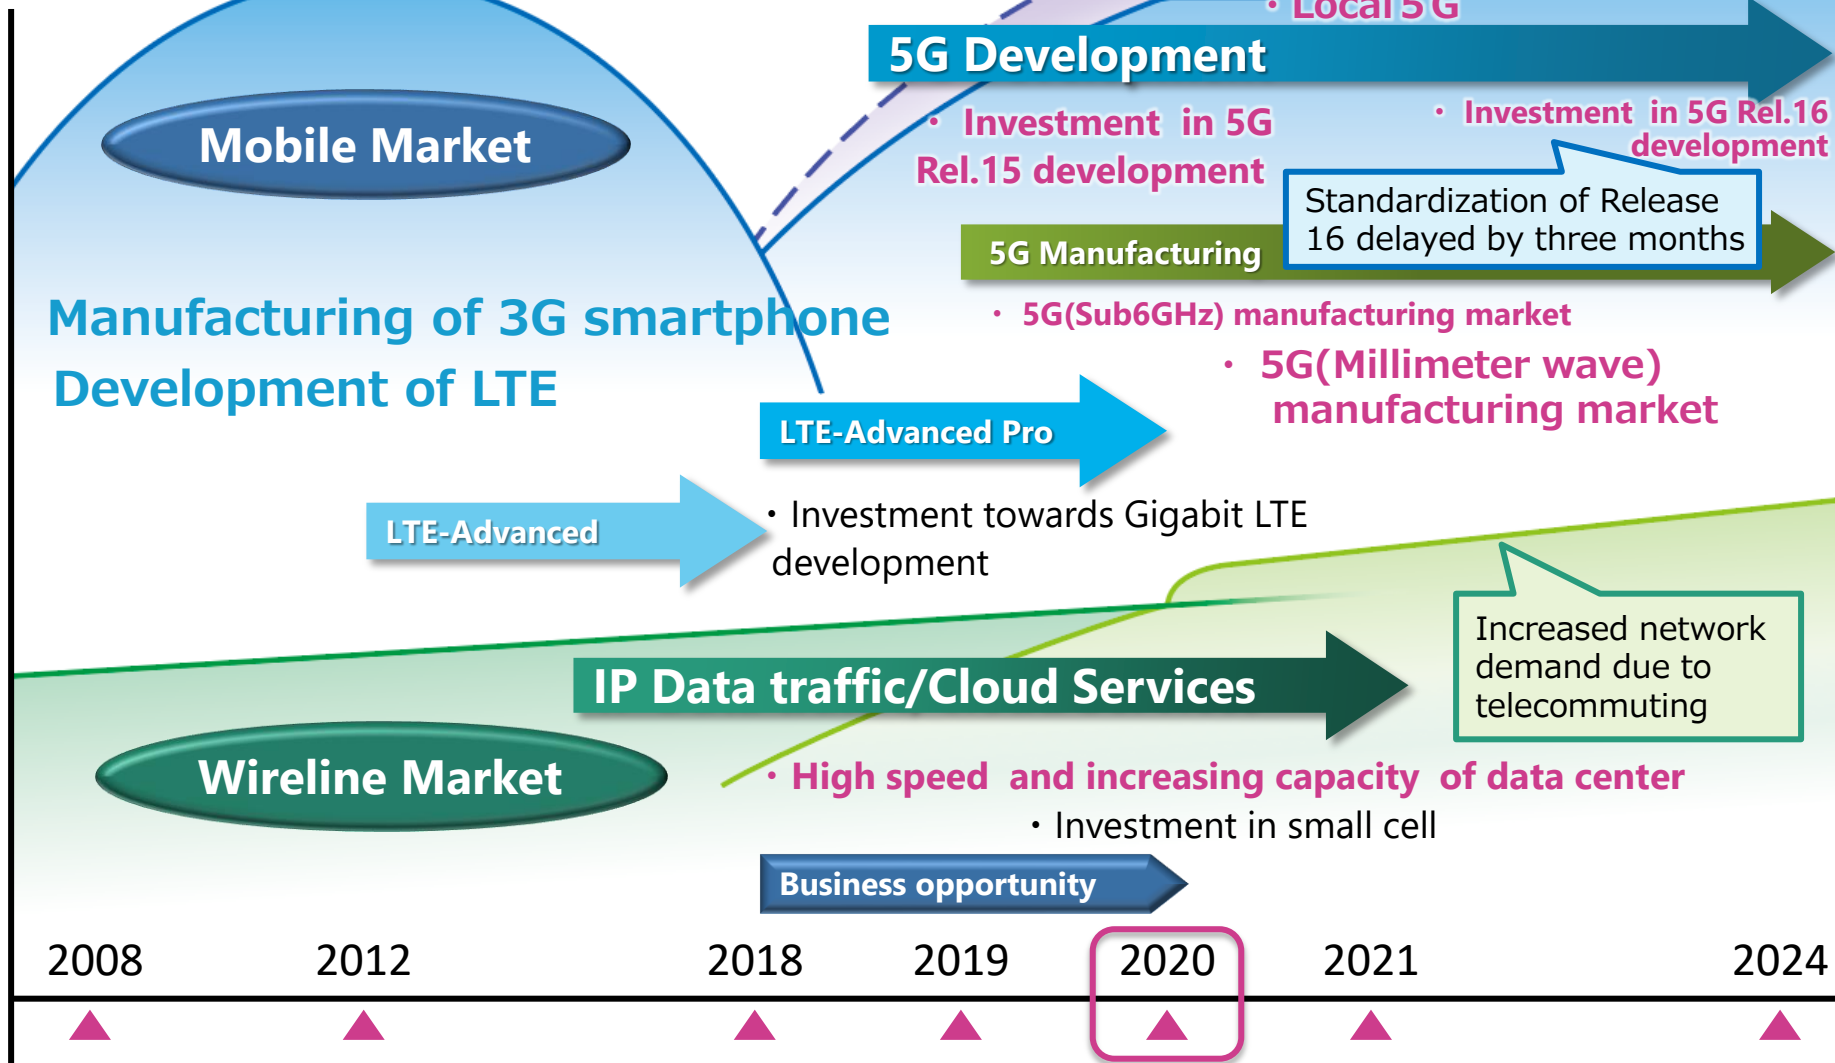 ・Local 5G
5G Development
Mobile Market
・ Investment in 5G
Rel.15 development
・ Investment in 5G Rel.16
development
Standardization of Release
16 delayed by three months
5G Manufacturing
Manufacturing of 3G smartphone
Development of LTE
・ 5G(Sub6GHz) manufacturing market
・ 5G(Millimeter wave)
manufacturing market
LTE-Advanced Pro
LTE-Advanced
・Investment towards Gigabit LTE
development
Increased network
demand due to
telecommuting
IP Data traffic/Cloud Services
Wireline Market
・High speed and increasing capacity of data center
・Investment in small cell
Business opportunity
2008 2012 2018 2019 2020 2021 2024